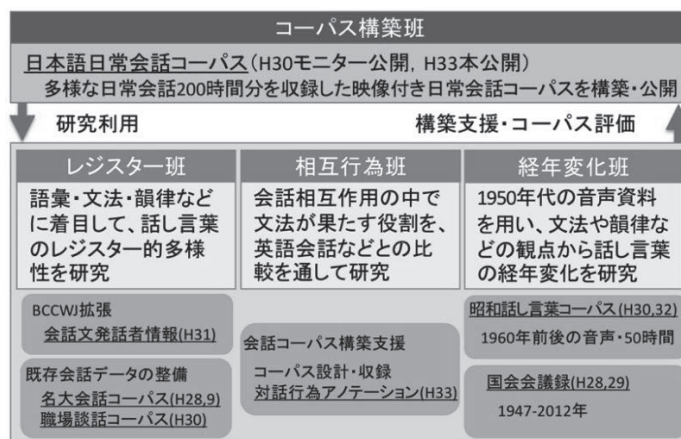 コーパス構築班
日本語日常会話コーパス(H30モニター公開, H33本公開)
多様な日常会話200時間分を収録した映像付き日常会話コーパスを構築・公開
研究利用
構築支援・コーパス評価
レジスター班
語彙・文法・韻律など
に着目して、話し言葉
のレジスター的多様
性を研究
BCCWJ拡張
会話文発話者情報(H31)
既存会話データの整備
名大会話コーパス(H28,9)
職場談話コーパス(H30)
相互行為班
会話相互作用の中で
文法が果たす役割を、
英語会話などとの比
較を通して研究
会話コーパス構築支援
コーパス設計・収録
対話行為アノテーション(H33)
経年変化班
1950年代の音声資料
を用い、文法や韻律な
どの観点から話し言葉
の経年変化を研究
昭和話し言葉コーパス(H30,32)
1960年前後の音声・50時間
国会会議録(H28,29)
1947-2012年